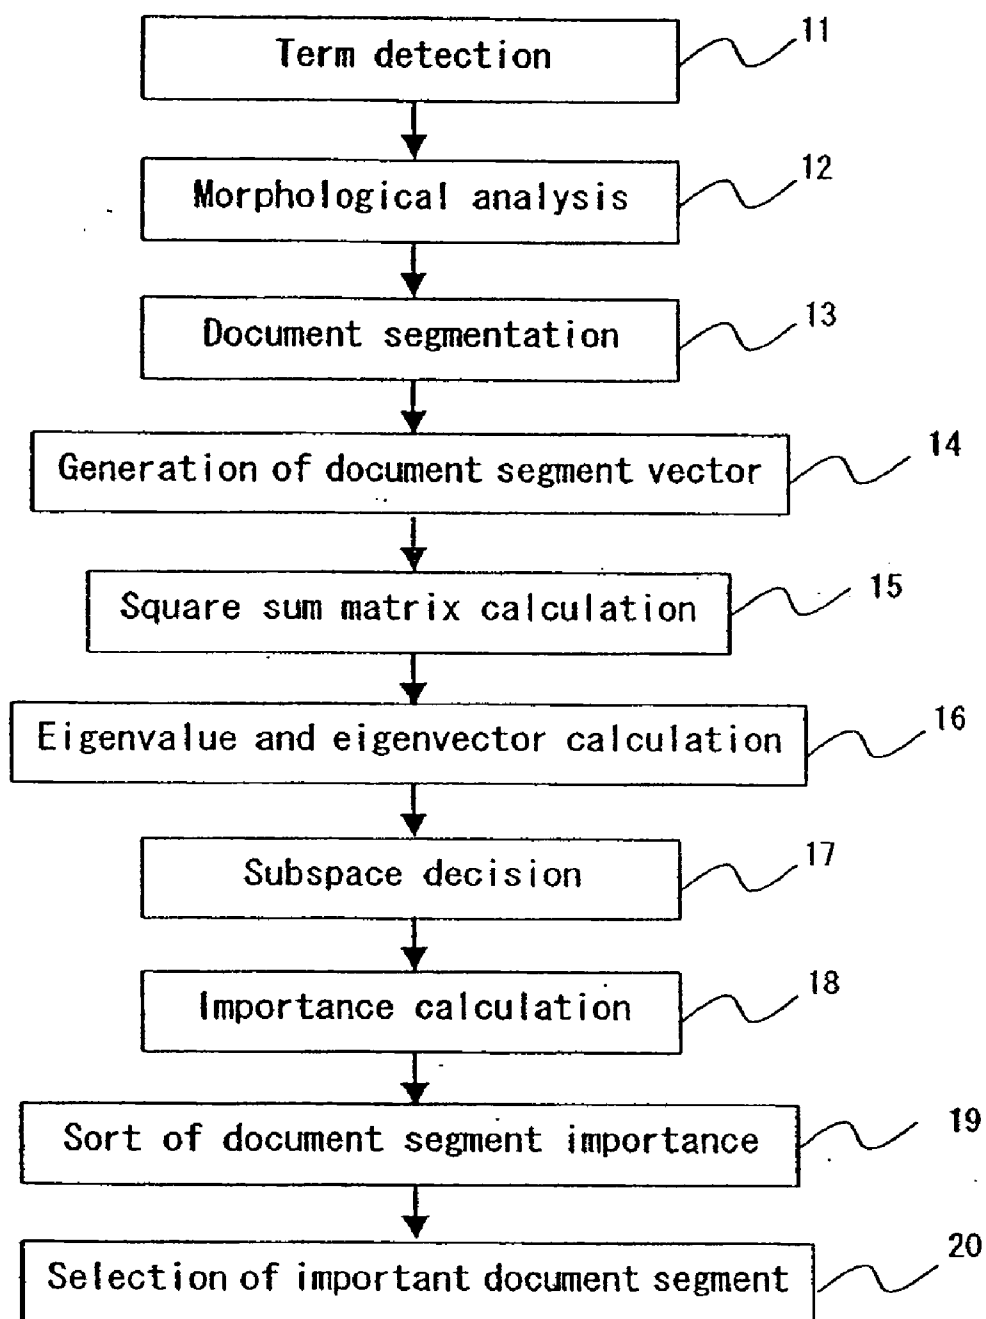 11
Term detection
12
Morphological analysis
13
Document segmentation
14
Generation of document segment vector
15
Square sum matrix calculation
16
Eigenvalue and eigenvector calculation
17
Subspace decision
18
Importance calculation
19
Sort of document segment importance
20
Selection of important document segment